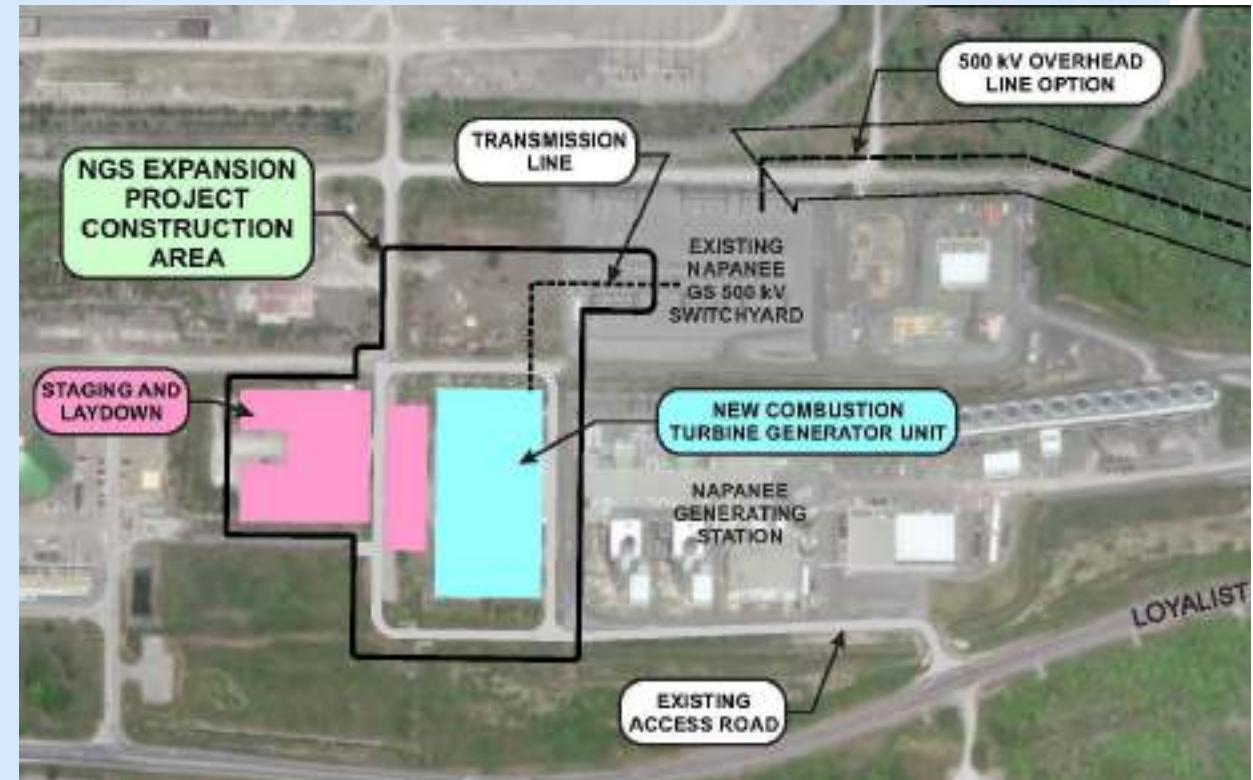 500 kV OVERHEAD
LINE OPTION
TRANSMISSION
LINE
NGS EXPANSION
PROJECT
CONSTRUCTION
AREA
EXISTING
NAPANEE
GS 500 kV
SWITCHYARD
STAGING AND
LAYDOWN
NEW COMBUSTION
TURBINE GENERATOR UNIT
NAPANEE
GENERATING
STATION
LOYALIST
EXISTING
ACCESS ROAD